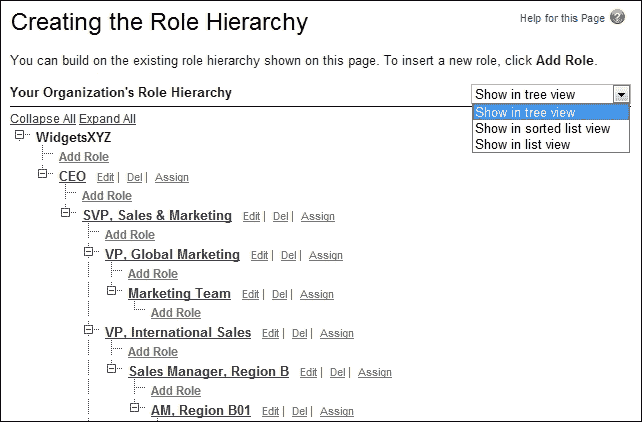 Creating the Role Hierarchy
Help for this Page ?
You can build on the existing role hierarchy shown on this page. To insert a new role, click Add Role.
Your Organization's Role Hierarchy
Show in tree view
Show in tree view
Show in sorted list view
Show in list view
Collapse All Expand All
WidgetsXYZ
Add Role
CEO Edit | Del | Assign
Add Role
SVP, Sales & Marketing Edit | Del | Assign
Add Role
VP, Global Marketing Edit | Del | Assign
Add Role
Marketing Team Edit | Del | Assign
Add Role
VP, International Sales Edit | Del | Assign
Add Role
Sales Manager, Region B Edit | Del | Assign
Add Role
AM, Region B01 Edit | Del | Assign